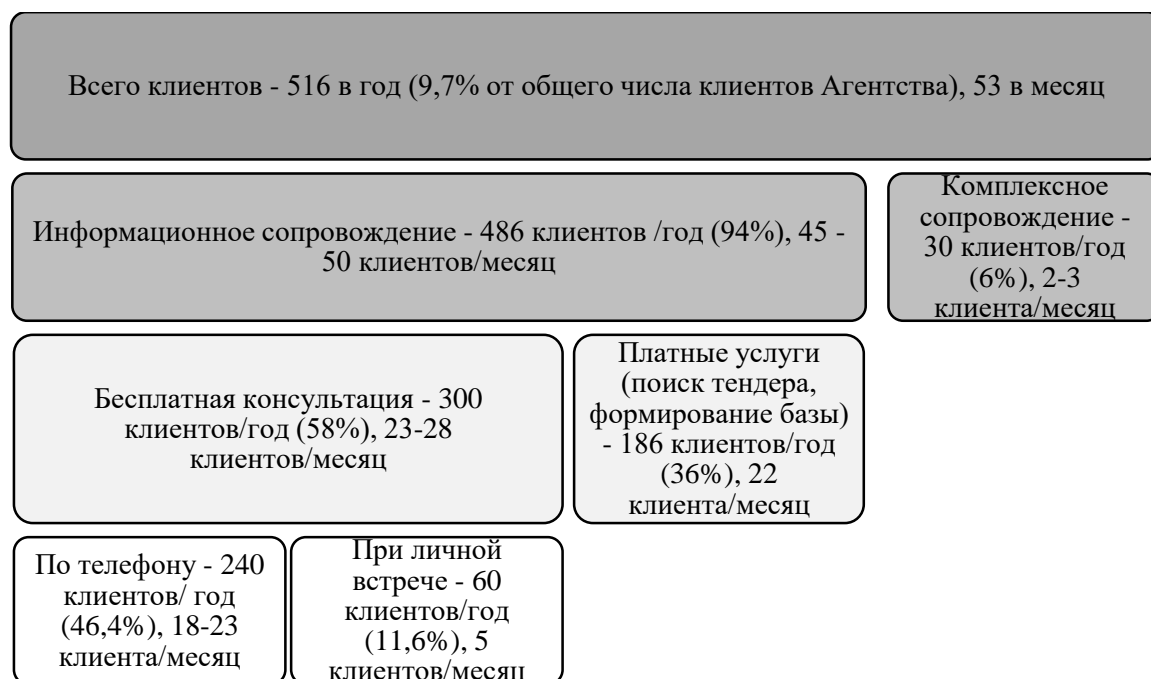 Всего клиентов - 516 в год (9,7% от общего числа клиентов Агентства), 53 в месяц
Информационное сопровождение - 486 клиентов /год (94%), 45 -
50 клиентов/месяц
Комплексное
сопровождение -
30 клиентов/год
(6%), 2-3
клиента/месяц
Бесплатная консультация - 300
клиентов/год (58%), 23-28
клиентов/месяц
Платные услуги
(поиск тендера,
формирование базы)
- 186 клиентов/год
(36%), 22
клиента/месяц
По телефону - 240
клиентов/ год
(46,4%), 18-23
клиента/месяц
При личной
встрече - 60
клиентов/год
(11,6%), 5
клиентов/месяц